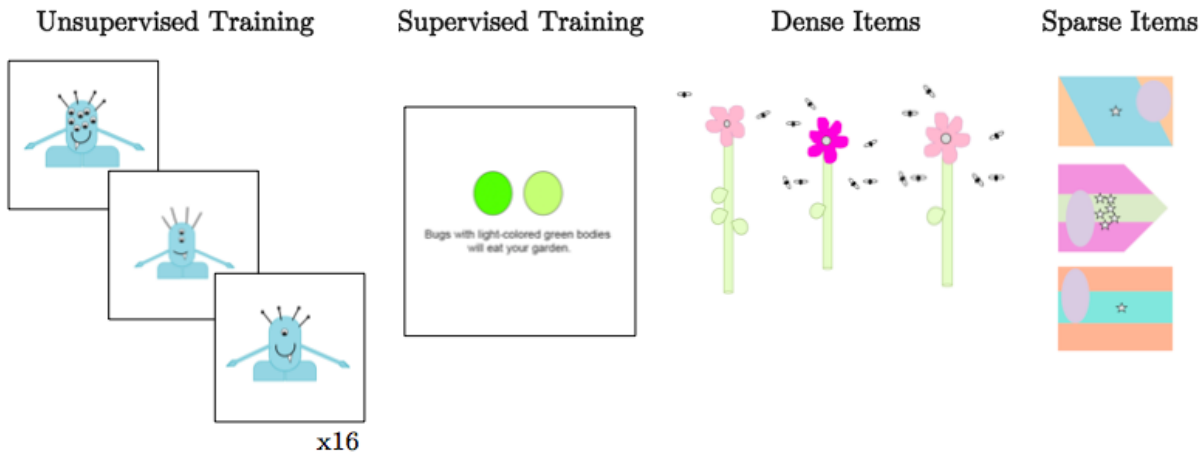 Unsupervised Training
Supervised Training
Dense Items
Sparse Items
Bugs with light-colored green bodies
will eat your garden.
x16